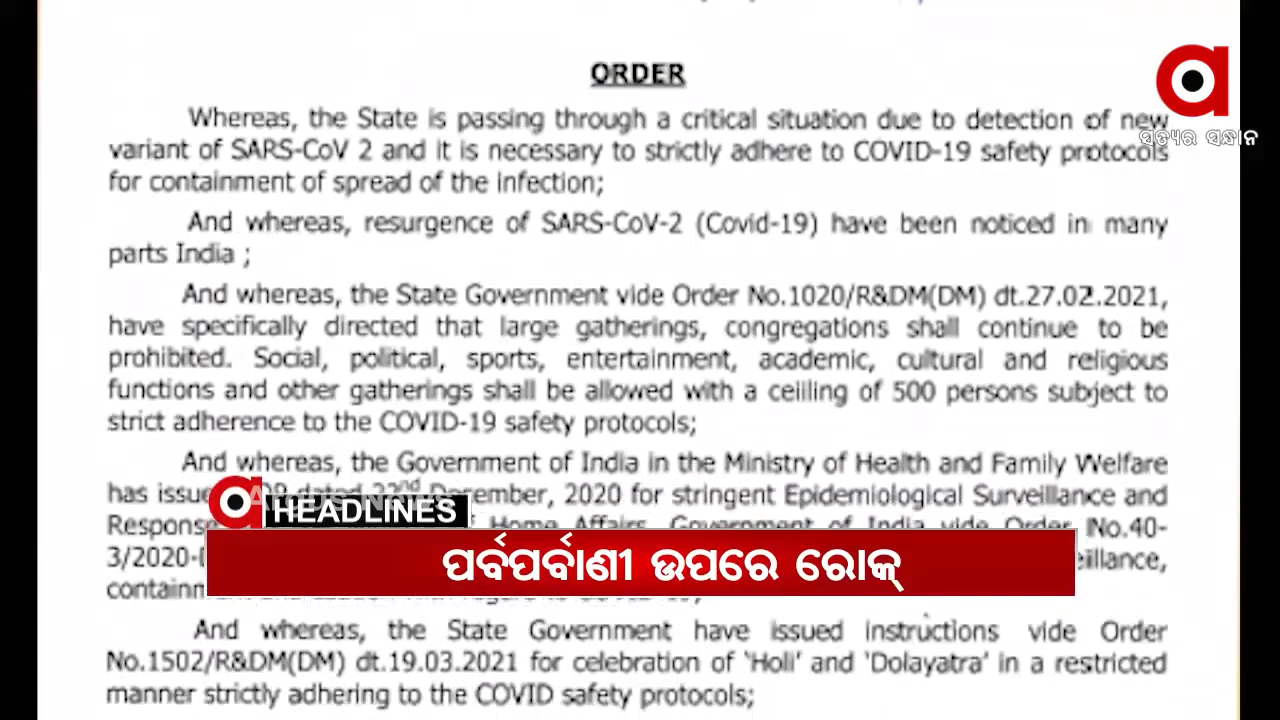 ORDER
Whereas, the State is passing through a critical situation due to detection of new
variant of SARS-CoV 2 and it is necessary to strictly adhere to COVID-19 safety protocols
for containment of spread of the infection;
And whereas, resurgence of SARS-CoV-2 (Covid-19) have been noticed in many
parts India ;
And whereas, the State Government vide Order No.1020/R&DM(DM) dt.27.02.2021,
have specifically directed that large gatherings, congregations shall continue to be
prohibited. Social, political, sports, entertainment, academic, cultural and religious
functions and other gatherings shall be allowed with a ceiling of 500 persons subject to
strict adherence to the COVID-19 safety protocols;
And whereas, the Government of India in the Ministry of Health and Family Welfare
has dated 22nd December, 2020 for stringent Epidemiological Surveillance and
Home Affairs, Government of India vide Order No.40-
3/2020-
And whereas, the State Government have issued instructions vide Order
No.1502/R&DM(DM) dt.19.03.2021 for celebration of 'Holi' and 'Dolayatra' in a restricted
manner strictly adhering to the COVID safety protocols;
ସତ୍ୟର ସନ୍ଧାନ
HEADLINES
ପର୍ବପର୍ବାଣୀ ଉପରେ ରୋକ୍